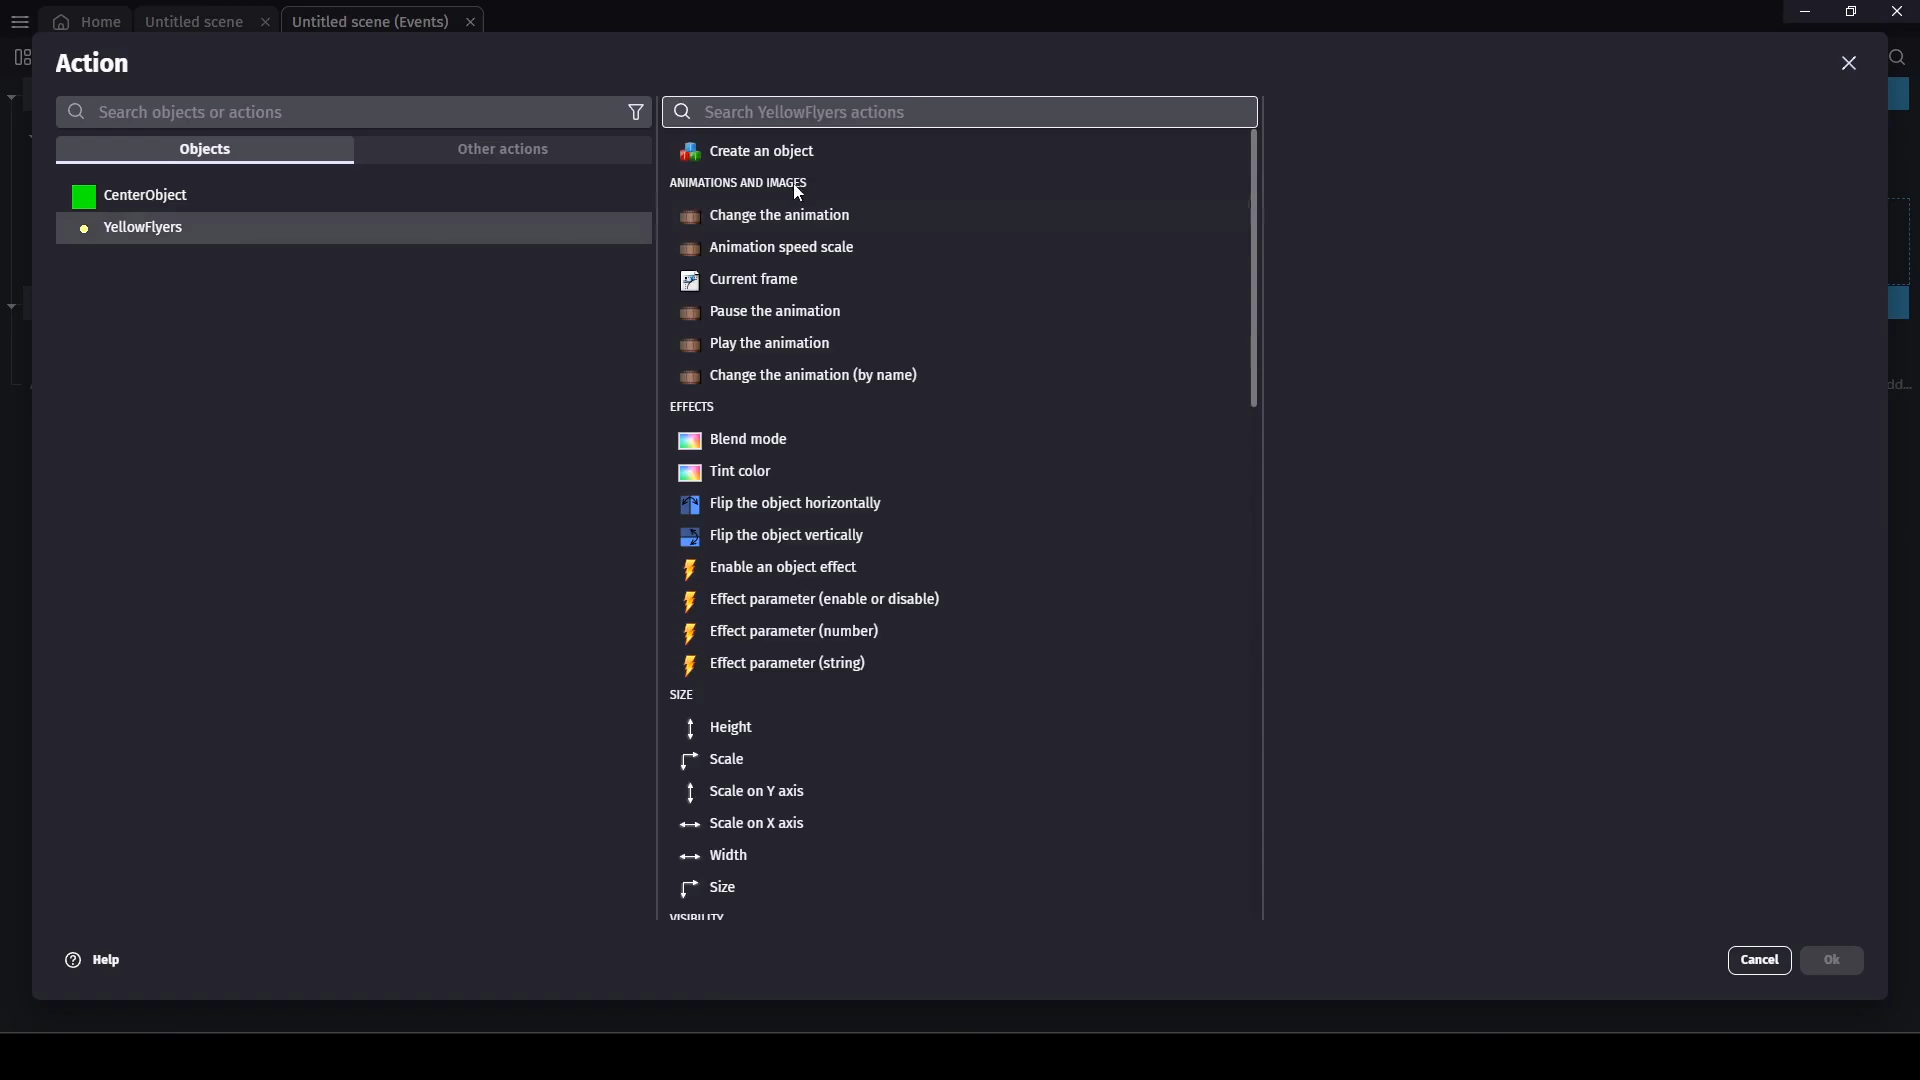 Home
Untitled scene
Untitled scene (Events)
Action
Search objects or actions
Search YellowFlyers actions
Objects
Other actions
CenterObject
YellowFlyers
Create an object
ANIMATIONS AND IMAGES
Change the animation
Animation speed scale
Current frame
Pause the animation
Play the animation
Change the animation (by name)
EFFECTS
Blend mode
Tint color
Flip the object horizontally
Flip the object vertically
Enable an object effect
Effect parameter (enable or disable)
Effect parameter (number)
Effect parameter (string)
SIZE
Height
Scale
Scale on Y axis
Scale on X axis
Width
Size
VISIBILITY
dd...
Help
Cancel
Ok